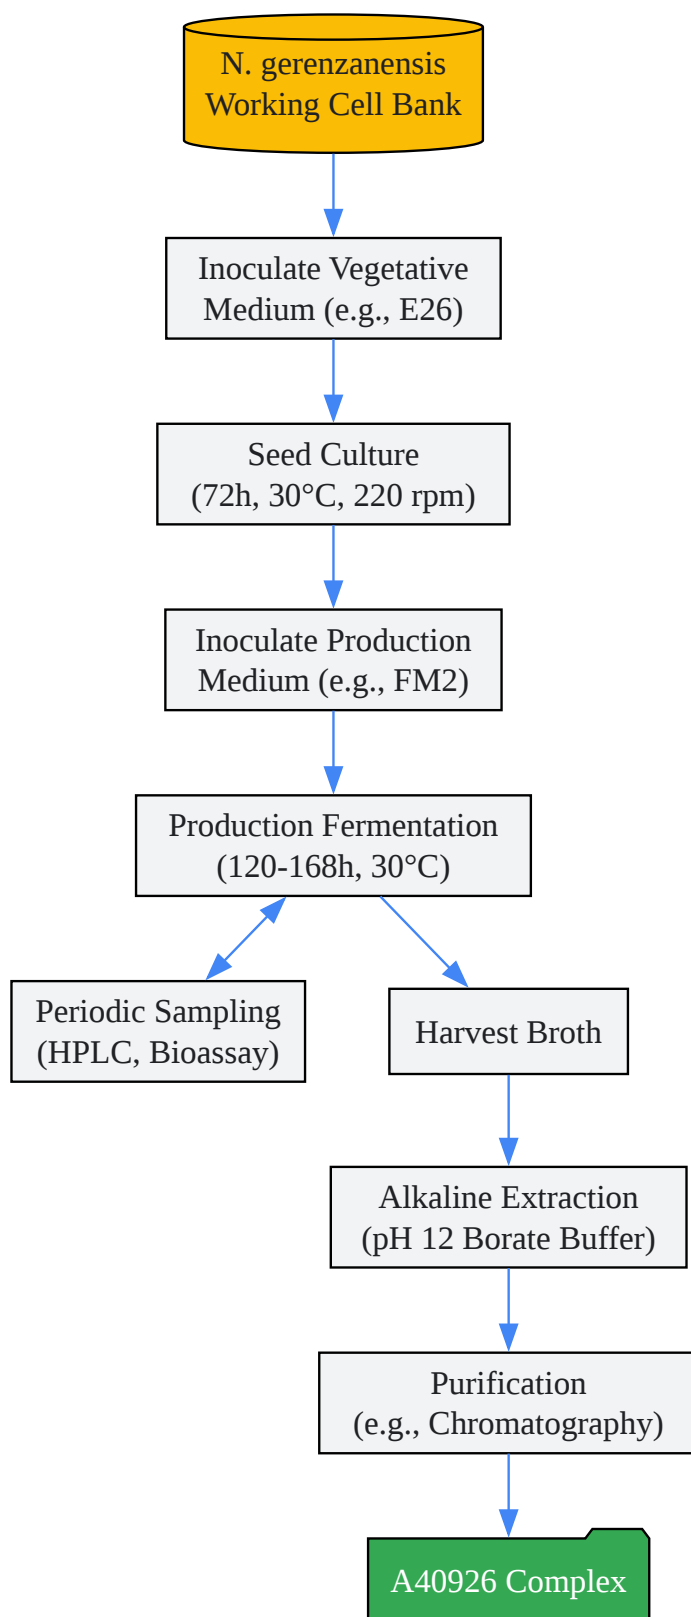 N. gerenzanensis
Working Cell Bank
Inoculate Vegetative
Medium (e.g., E26)
Seed Culture
(72h, 30°C, 220 rpm)
Inoculate Production
Medium (e.g., FM2)
Production Fermentation
(120-168h, 30°C)
Periodic Sampling
(HPLC, Bioassay)
Harvest Broth
Alkaline Extraction
(pH 12 Borate Buffer)
Purification
(e.g., Chromatography)
A40926 Complex